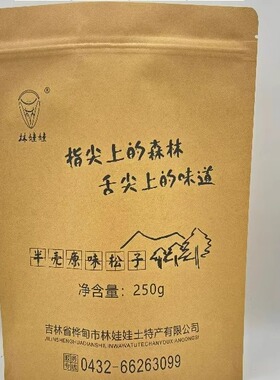 ®
林娃娃
指尖上的森林
舌尖上的味道
半壳原味松子
净含量：250g
吉林省桦甸市林娃娃土特产有限公司
0432-66263099